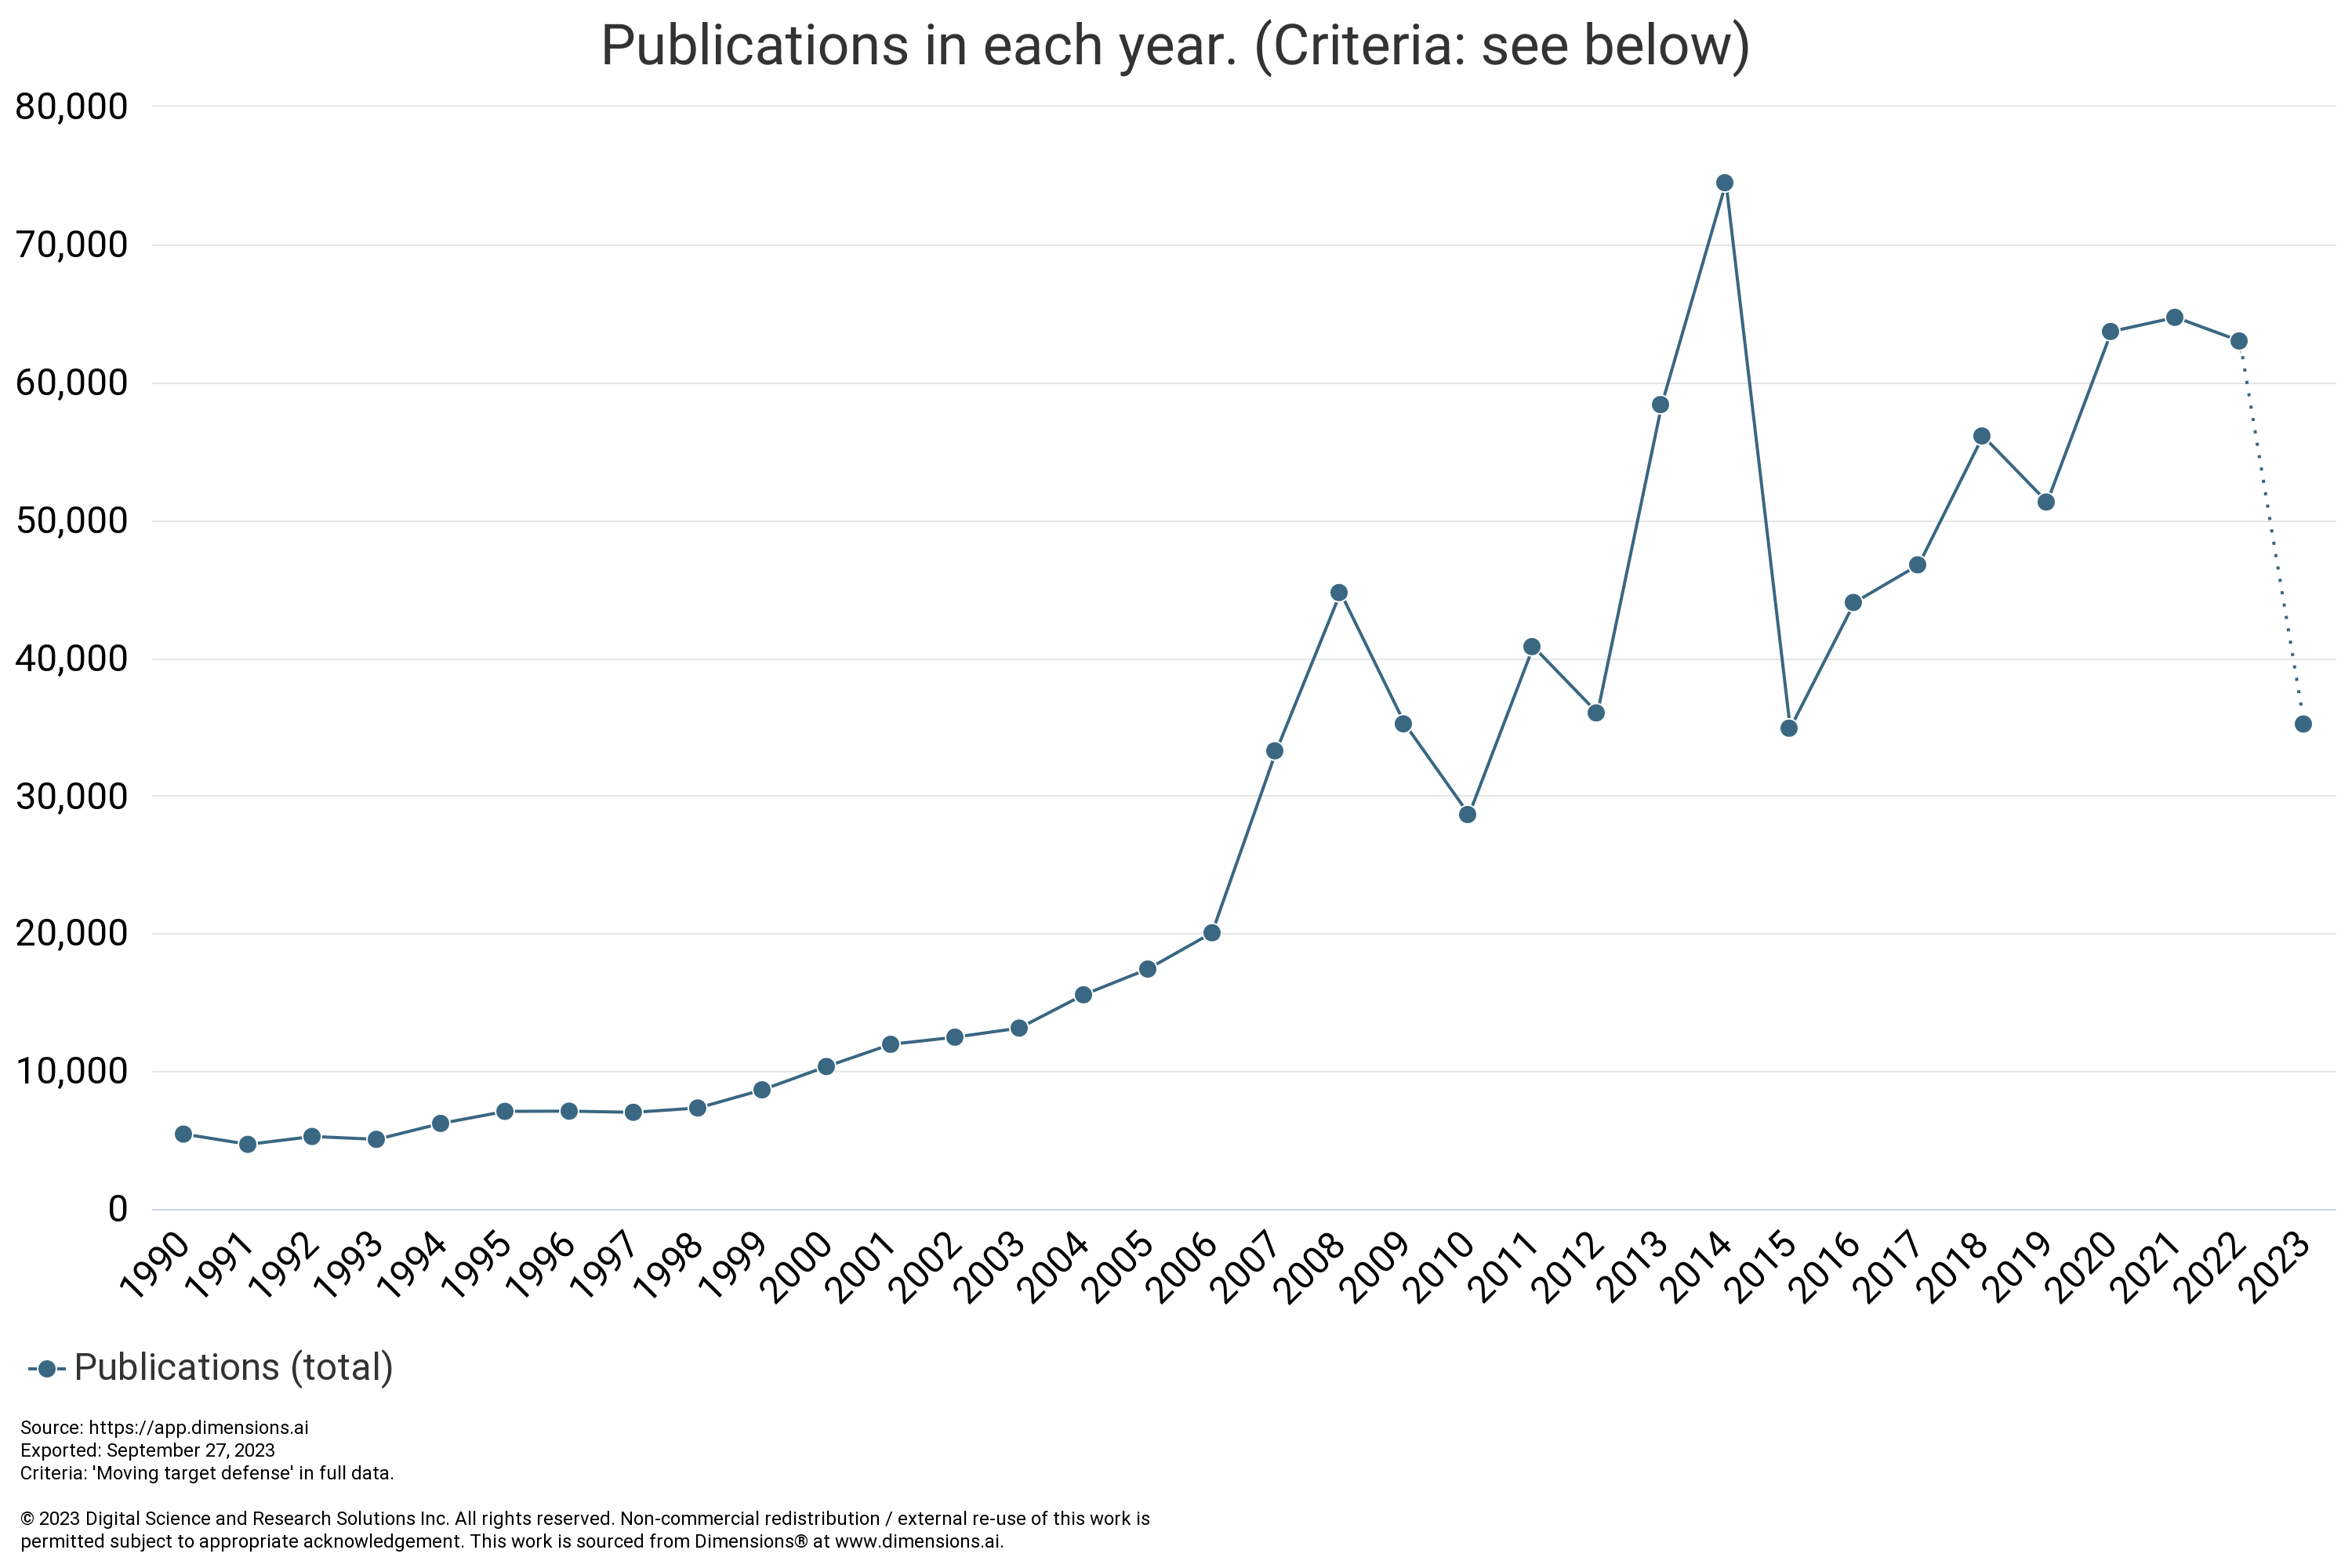 Publications in each year. (Criteria: see below)
80,000
70,000
60,000
50,000
40,000
30,000
20,000
10,000
0
1990 1991 1992 1993 1994 1995 1996 1997 1998 1999 2000 2001 2002 2003 2004 2005 2006 2007 2008 2009 2010 2011 2012 2013 2014 2015 2016 2017 2018 2019 2020 2021 2022 2023
Publications (total)
Source: https://app.dimensions.ai
Exported: September 27, 2023
Criteria: 'Moving target defense' in full data.
© 2023 Digital Science and Research Solutions Inc. All rights reserved. Non-commercial redistribution / external re-use of this work is
permitted subject to appropriate acknowledgement. This work is sourced from Dimensions® at www.dimensions.ai.